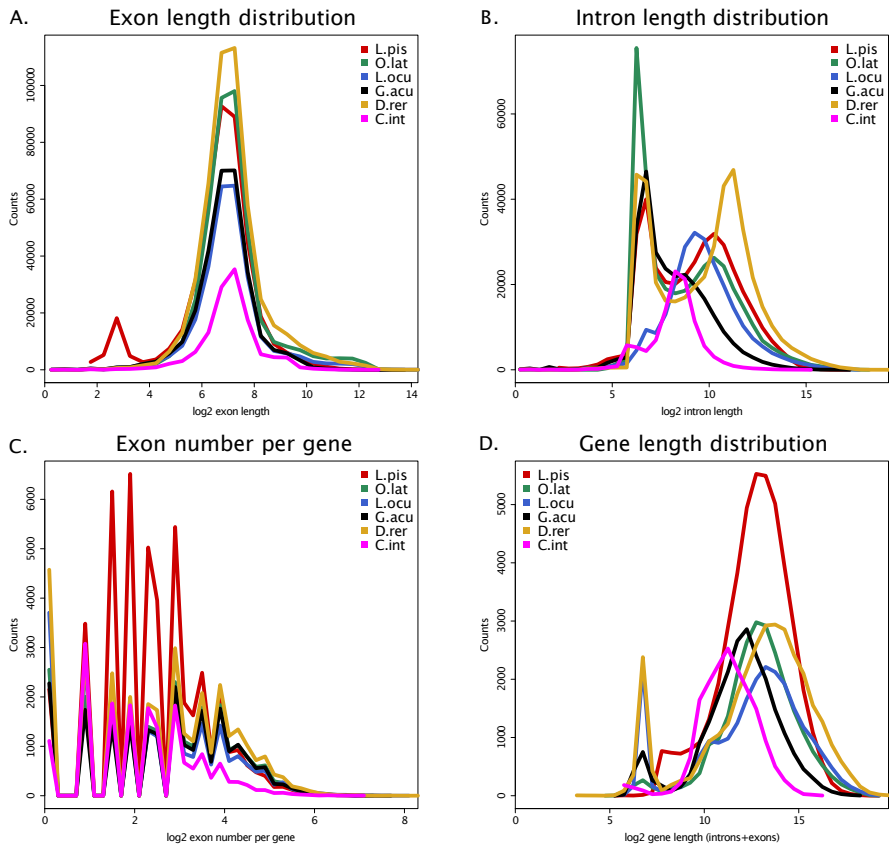 A.
Exon length distribution
L.pis
O.lat
L.ocu
G.acu
D.rer
C.int
Counts
0
20000
40000
60000
80000
100000
0
2
4
6
8
10
12
14
log2 exon length
B.
Intron length distribution
L.pis
O.lat
L.ocu
G.acu
D.rer
C.int
Counts
0
20000
40000
60000
0
5
10
15
log2 intron length
C.
Exon number per gene
L.pis
O.lat
L.ocu
G.acu
D.rer
C.int
Counts
0
1000
2000
3000
4000
5000
6000
0
2
4
6
8
log2 exon number per gene
D.
Gene length distribution
L.pis
O.lat
L.ocu
G.acu
D.rer
C.int
Counts
0
1000
2000
3000
4000
5000
0
5
10
15
log2 gene length (introns+exons)